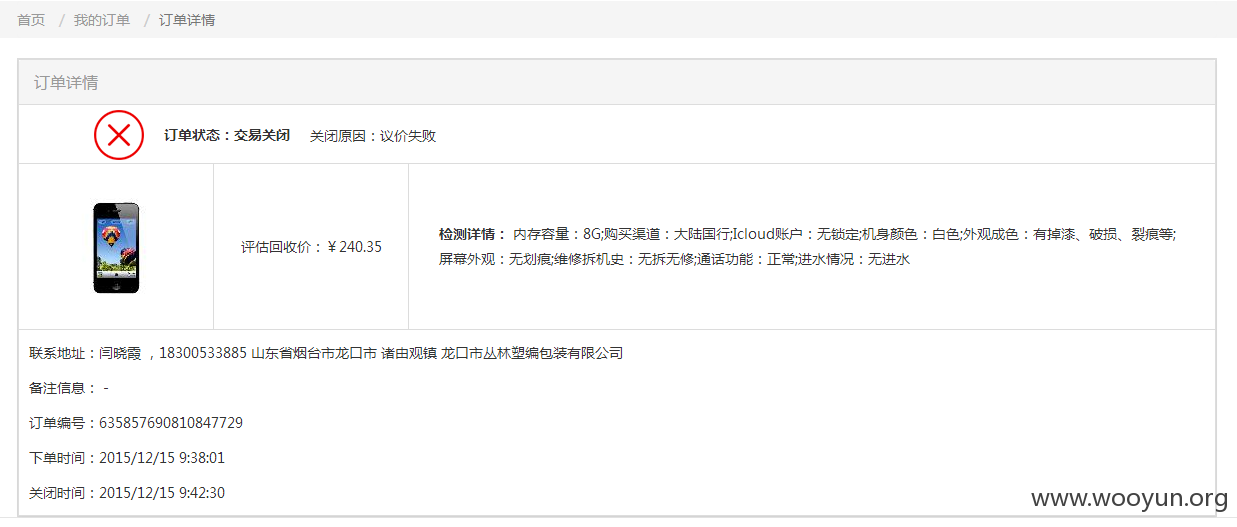 首页 / 我的订单 / 订单详情
订单详情
订单状态：交易关闭 关闭原因：议价失败
评估回收价：￥240.35
检测详情： 内存容量：8G;购买渠道：大陆国行;Icloud账户：无锁定;机身颜色：白色;外观成色：有掉漆、破损、裂痕等;
屏幕外观：无划痕;维修拆机史：无拆无修;通话功能：正常;进水情况：无进水
联系地址：闫晓霞 ，18300533885 山东省烟台市龙口市 诸由观镇 龙口市丛林塑编包装有限公司
备注信息： -
订单编号：635857690810847729
下单时间：2015/12/15 9:38:01
关闭时间：2015/12/15 9:42:30
www.wooyun.org